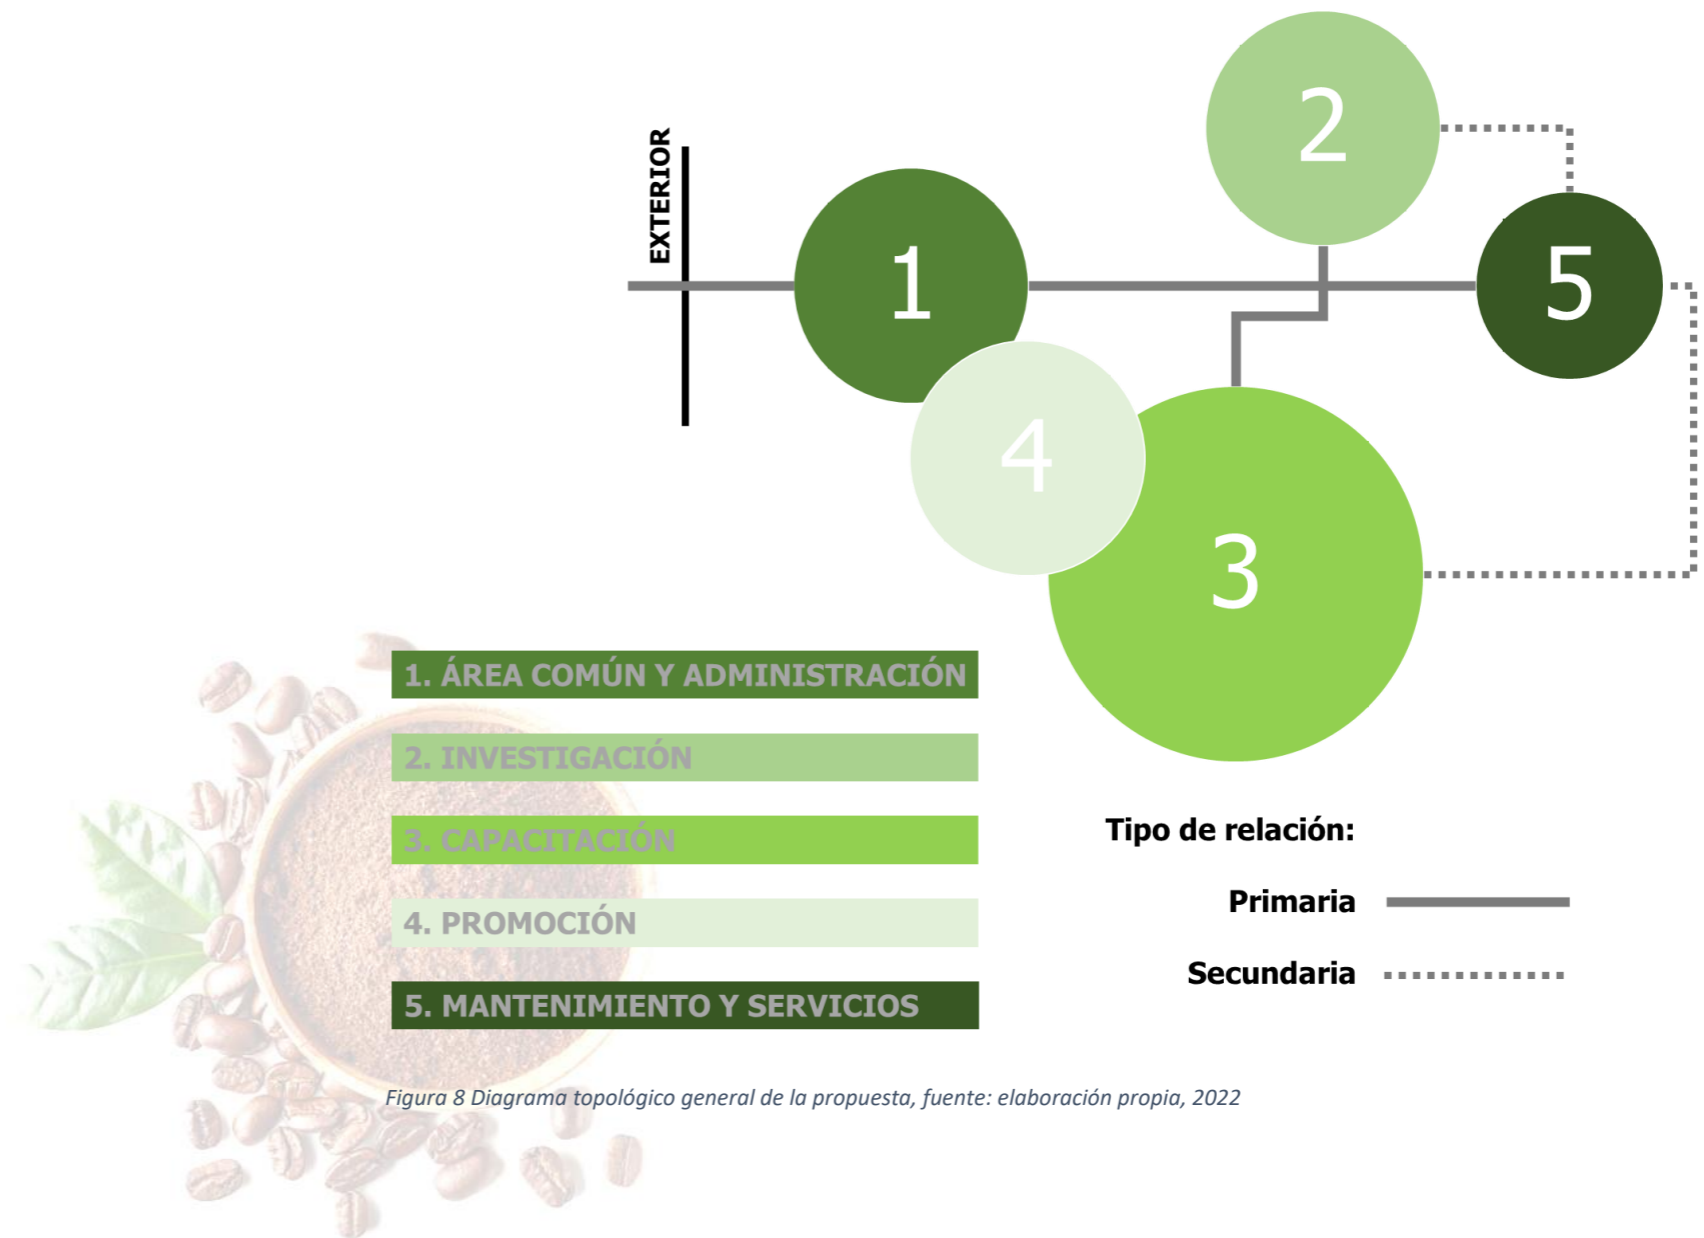 EXTERIOR
1
2
3
4
5
1. ÁREA COMÚN Y ADMINISTRACIÓN
2. INVESTIGACIÓN
3. CAPACITACIÓN
4. PROMOCIÓN
5. MANTENIMIENTO Y SERVICIOS
Tipo de relación:
Primaria
Secundaria
Figura 8 Diagrama topológico general de la propuesta, fuente: elaboración propia, 2022